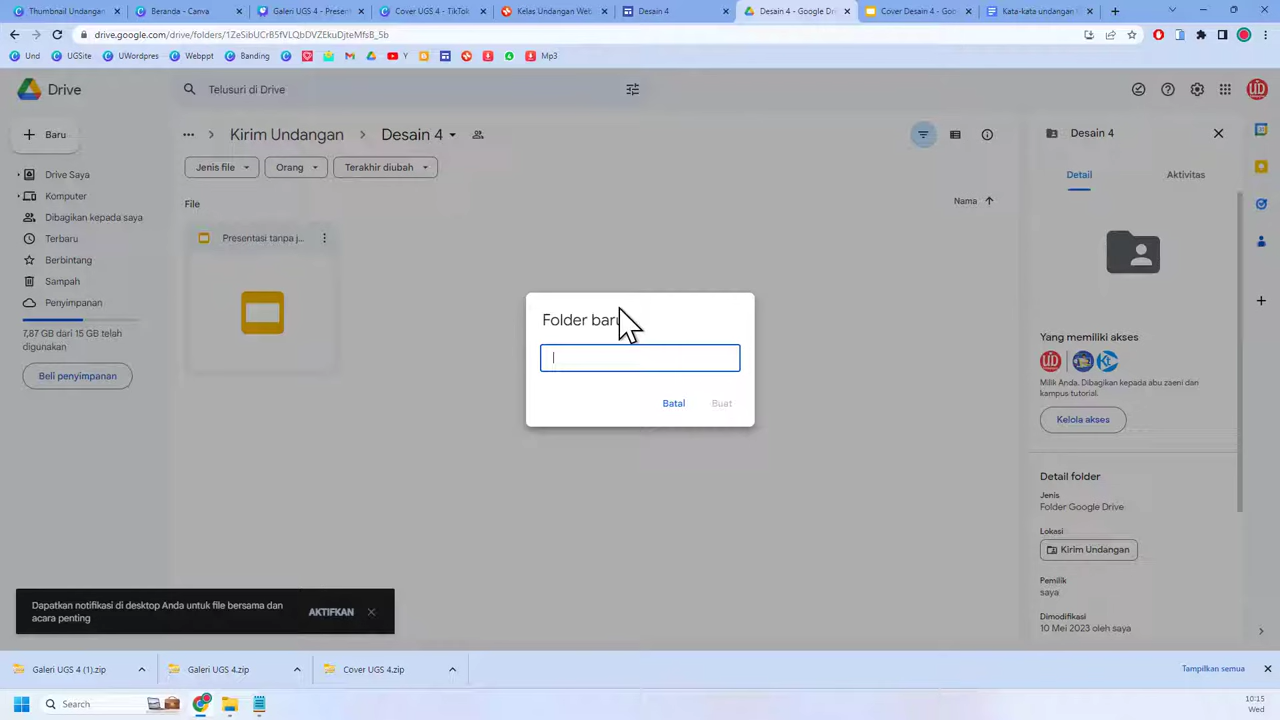 Thumbnail Undangan
Beranda - Canva
Galeri UGS 4 - Present
Cover UGS 4 - TikTok
Kelas Undangan Web
Desain 4
Desain 4 - Google Dri
Cover Desain 4 - Goo
Kata-kata undangan
drive.google.com/drive/folders/1ZeSibUCrB5fVLQbDVZEkuDjteMfsB_5b
Und
UGSite
UWordpres
Webppt
Banding
Y
Mp3
Drive
Telusuri di Drive
Baru
Kirim Undangan
Desain 4
Jenis file
Orang
Terakhir diubah
File
Nama
Presentasi tanpa j...
Drive Saya
Komputer
Dibagikan kepada saya
Terbaru
Berbintang
Sampah
Penyimpanan
7,87 GB dari 15 GB telah
digunakan
Beli penyimpanan
Folder baru
Batal
Buat
Desain 4
Detail
Aktivitas
Yang memiliki akses
Milik Anda. Dibagikan kepada abu zaeni dan
kampus tutorial.
Kelola akses
Detail folder
Jenis
Folder Google Drive
Lokasi
Kirim Undangan
Pemilik
saya
Dimodifikasi
10 Mei 2023 oleh saya
Dapatkan notifikasi di desktop Anda untuk file bersama dan
acara penting
AKTIFKAN
Galeri UGS 4 (1).zip
Galeri UGS 4.zip
Cover UGS 4.zip
Tampilkan semua
Search
10:15
Wed